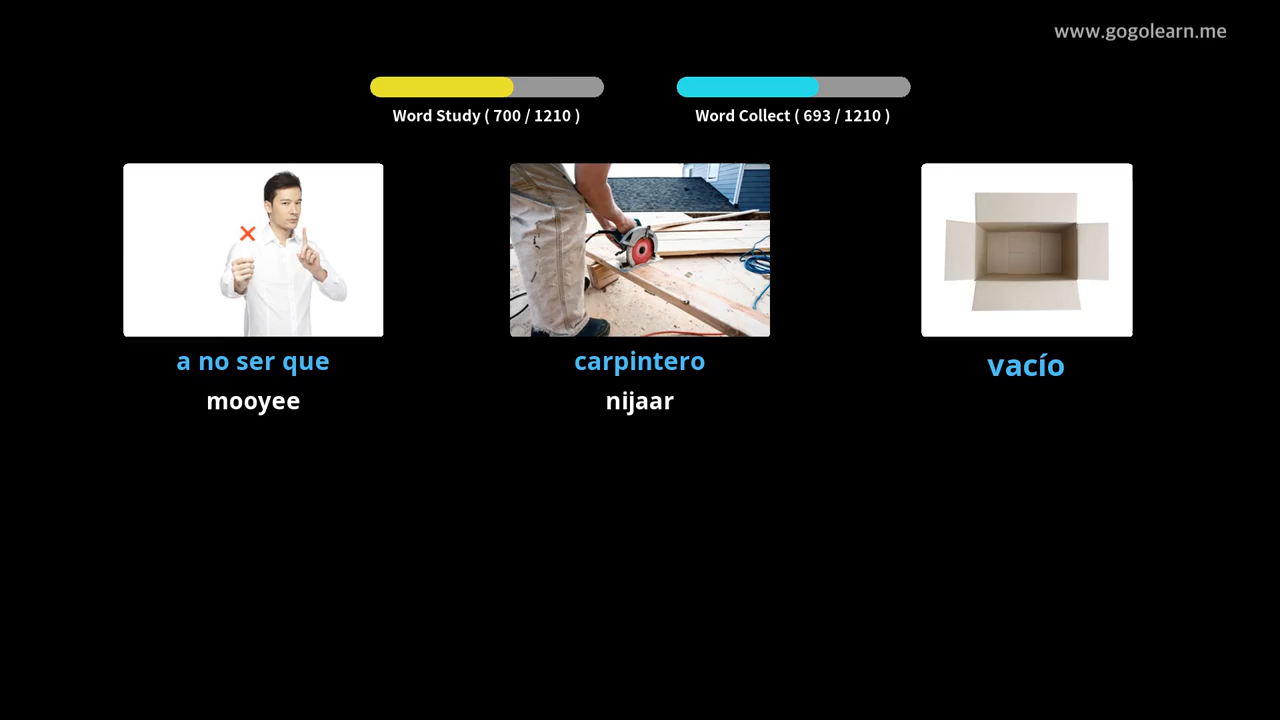 www.gogolearn.me
Word Study ( 700 / 1210 )
Word Collect ( 693 / 1210 )
a no ser que
mooyee
carpintero
nijaar
vacío